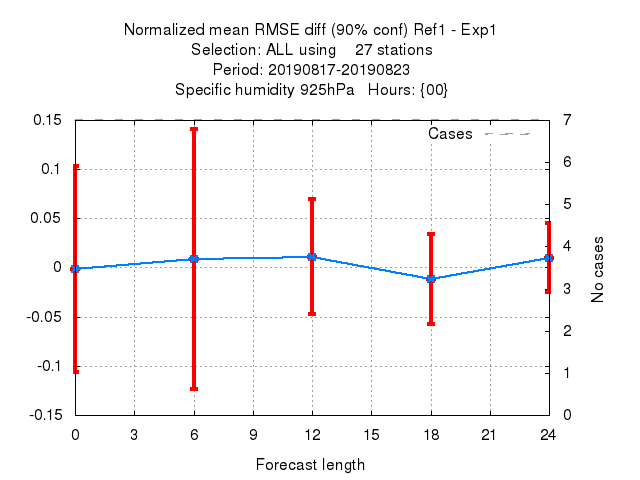 Normalized mean RMSE diff (90% conf) Ref1 - Exp1
Selection: ALL using    27 stations
Period: 20190817-20190823
Specific humidity 925hPa   Hours: {00}
Cases
0.15
0.1
0.05
0
-0.05
-0.1
-0.15
7
6
5
4
3
2
1
0
No cases
0 3 6 9 12 15 18 21 24
Forecast length